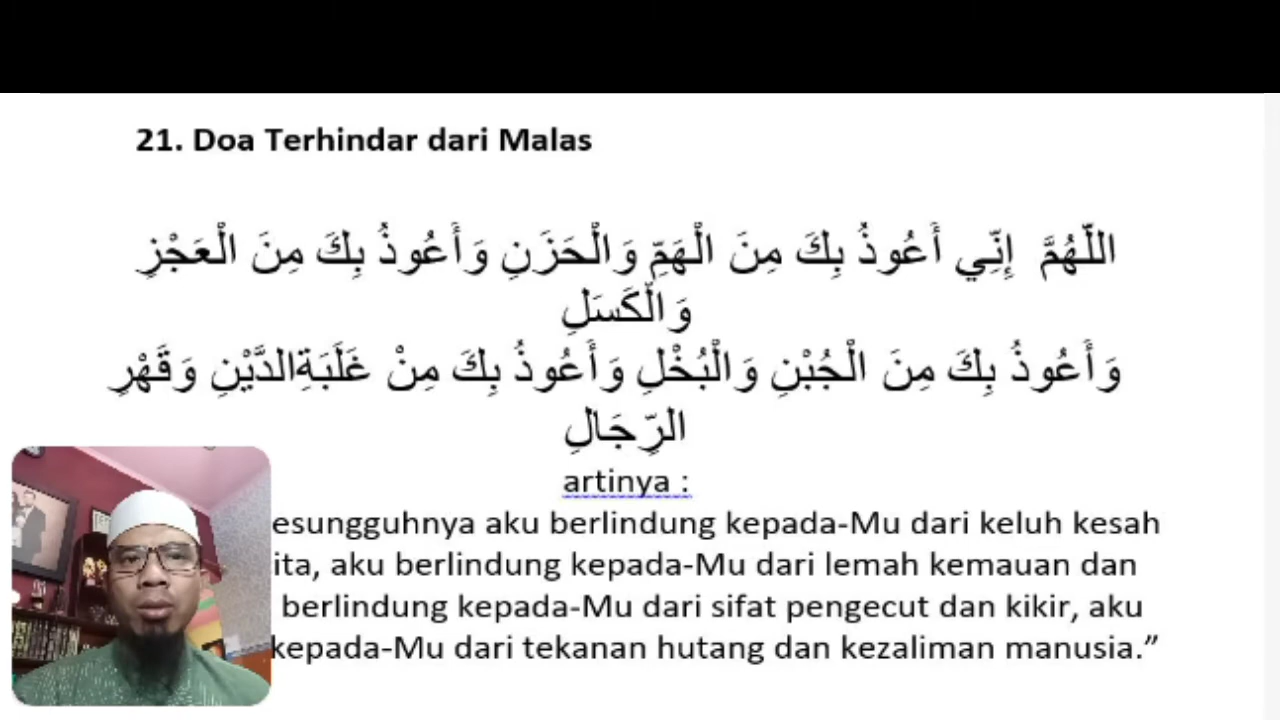 21. Doa Terhindar dari Malas
اللّهُمَّ إِنِّي أَعُوذُ بِكَ مِنَ الْهَمِّ وَالْحَزَنِ وَأَعُوذُ بِكَ مِنَ الْعَجْزِ
وَالْكَسَلِ
وَأَعُوذُ بِكَ مِنَ الْجُبْنِ وَالْبُخْلِ وَأَعُوذُ بِكَ مِنْ غَلَبَةِالدَّيْنِ وَقَهْرِ
الرِّجَالِ
artinya :
esungguhnya aku berlindung kepada-Mu dari keluh kesah
ita, aku berlindung kepada-Mu dari lemah kemauan dan
berlindung kepada-Mu dari sifat pengecut dan kikir, aku
kepada-Mu dari tekanan hutang dan kezaliman manusia.”